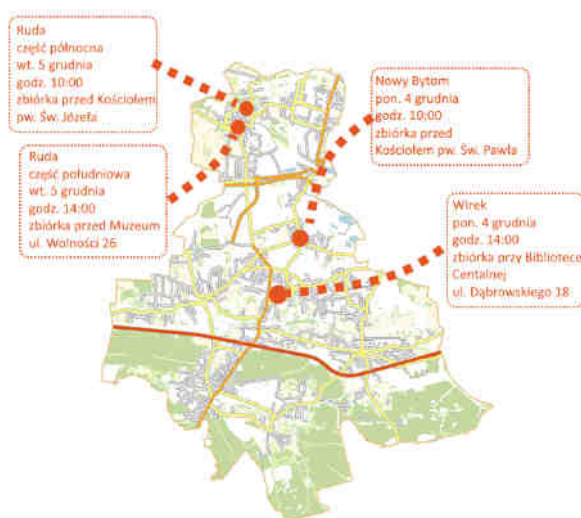 Ruda
część północna
wt. 5 grudnia
godz. 10:00
zbiórka przed Kościołem
pw. Św. Józefa
Nowy Bytom
pon. 4 grudnia
godz. 10:00
zbiórka przed
Kościołem pw. Św. Pawła
Ruda
część południowa
wt. 5 grudnia
godz. 14:00
zbiórka przed Muzeum
ul. Wolności 26
Wirek
pon. 4 grudnia
godz. 14:00
zbiórka przy Bibliotece
Centalnej
ul. Dąbrowskiego 18